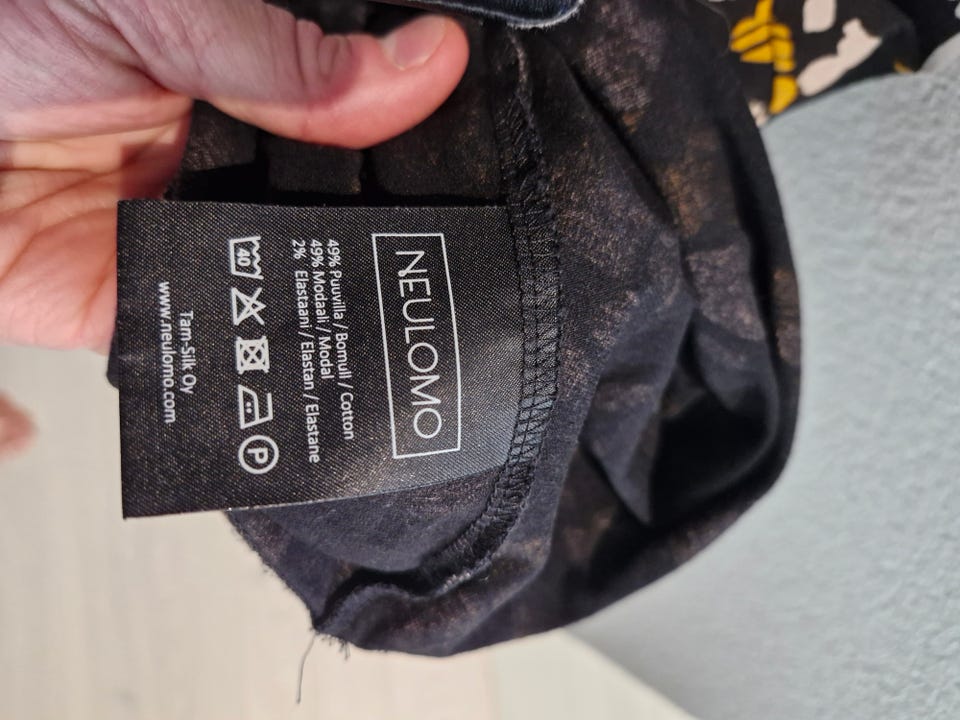 NEULOMO
49% Puuvilla / Bomull / Cotton
49% Modaali / Modal
2% Elastaani / Elastan / Elastane
40 P
Tam-Silk Oy
www.neulomo.com